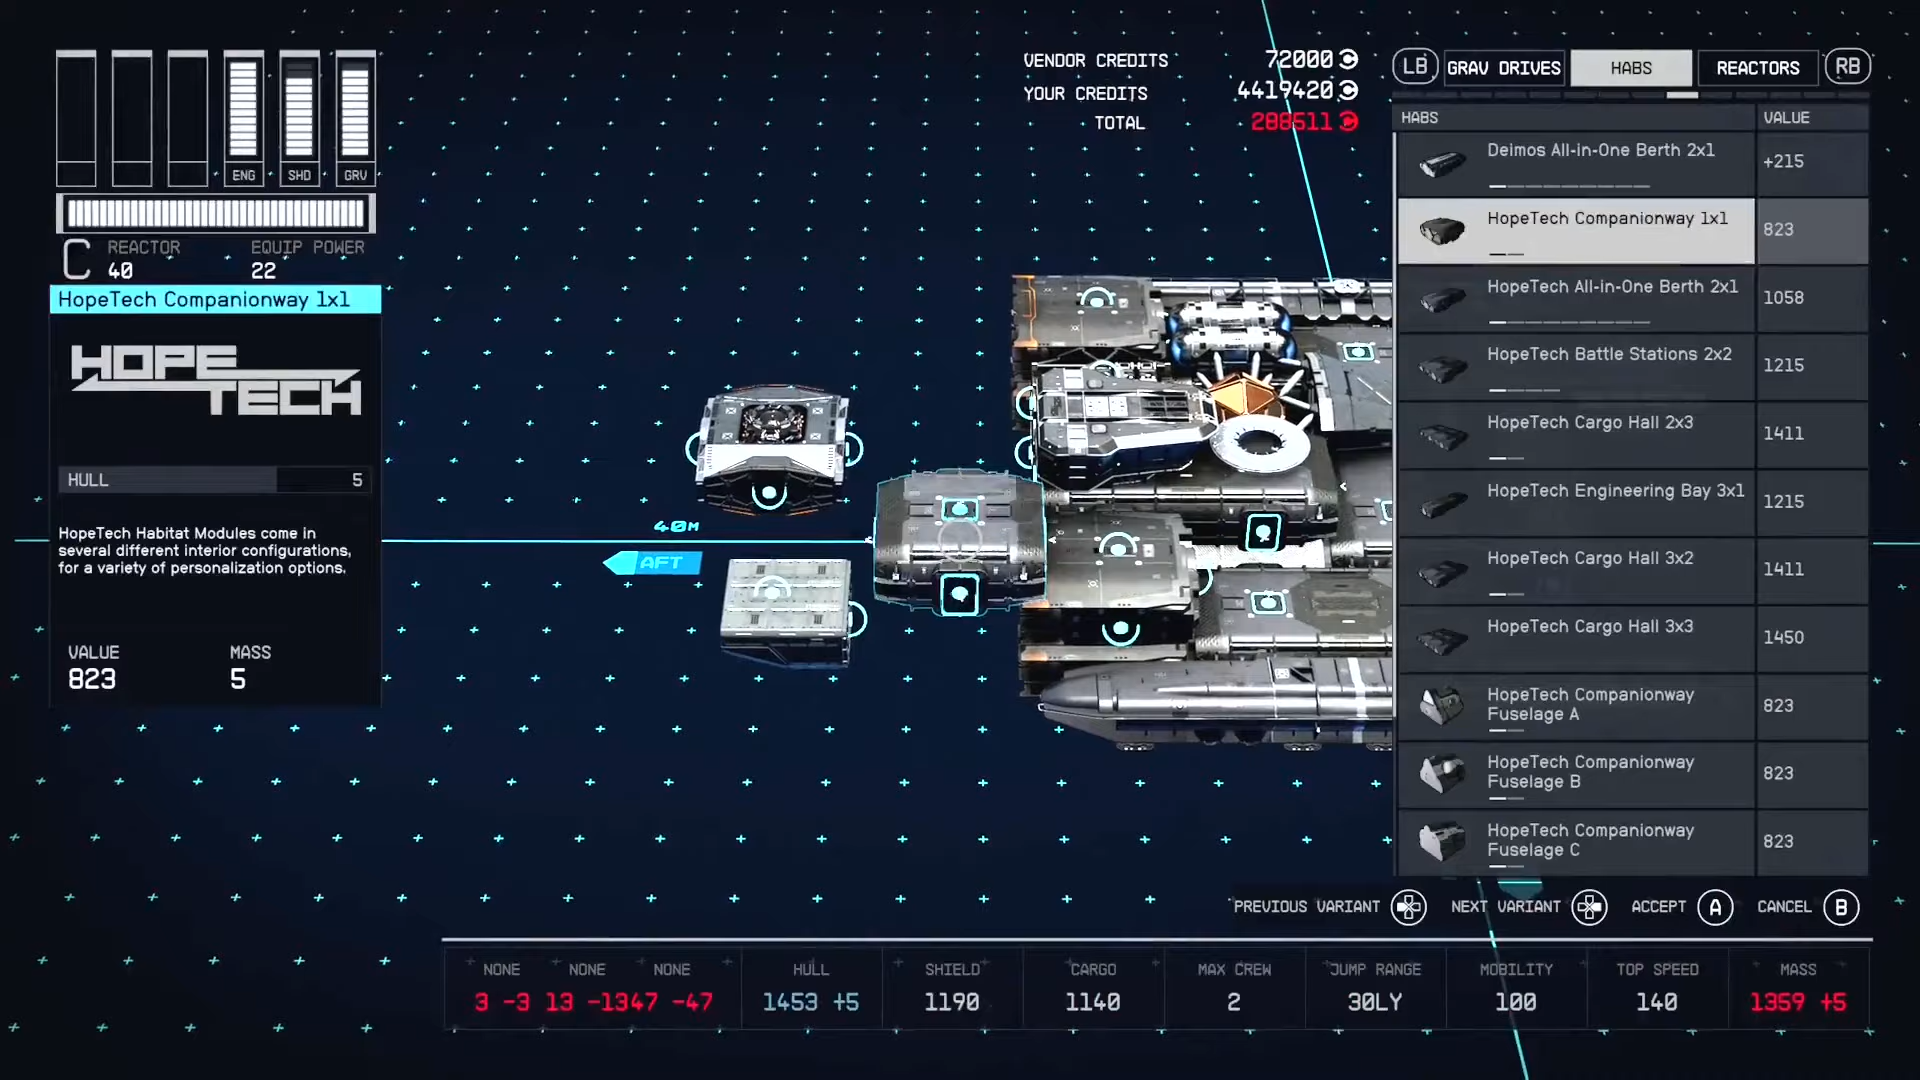 VENDOR CREDITS 72000
YOUR CREDITS 4419420
TOTAL 288511
LB GRAV DRIVES HABS REACTORS RB
HABS VALUE
Deimos All-in-One Berth 2x1 +215
HopeTech Companionway 1x1 823
HopeTech All-in-One Berth 2x1 1058
HopeTech Battle Stations 2x2 1215
HopeTech Cargo Hall 2x3 1411
HopeTech Engineering Bay 3x1 1215
HopeTech Cargo Hall 3x2 1411
HopeTech Cargo Hall 3x3 1450
HopeTech Companionway
Fuselage A 823
HopeTech Companionway
Fuselage B 823
HopeTech Companionway
Fuselage C 823
ENG SHD GRV
C REACTOR EQUIP POWER
40 22
HopeTech Companionway 1x1
HOPE
TECH
HULL 5
HopeTech Habitat Modules come in
several different interior configurations,
for a variety of personalization options.
VALUE MASS
823 5
40M
AFT
PREVIOUS VARIANT NEXT VARIANT ACCEPT A CANCEL B
NONE NONE NONE HULL SHIELD CARGO MAX CREW JUMP RANGE MOBILITY TOP SPEED MASS
3 -3 13 -1347 -47 1453 +5 1190 1140 2 30LY 100 140 1359 +5